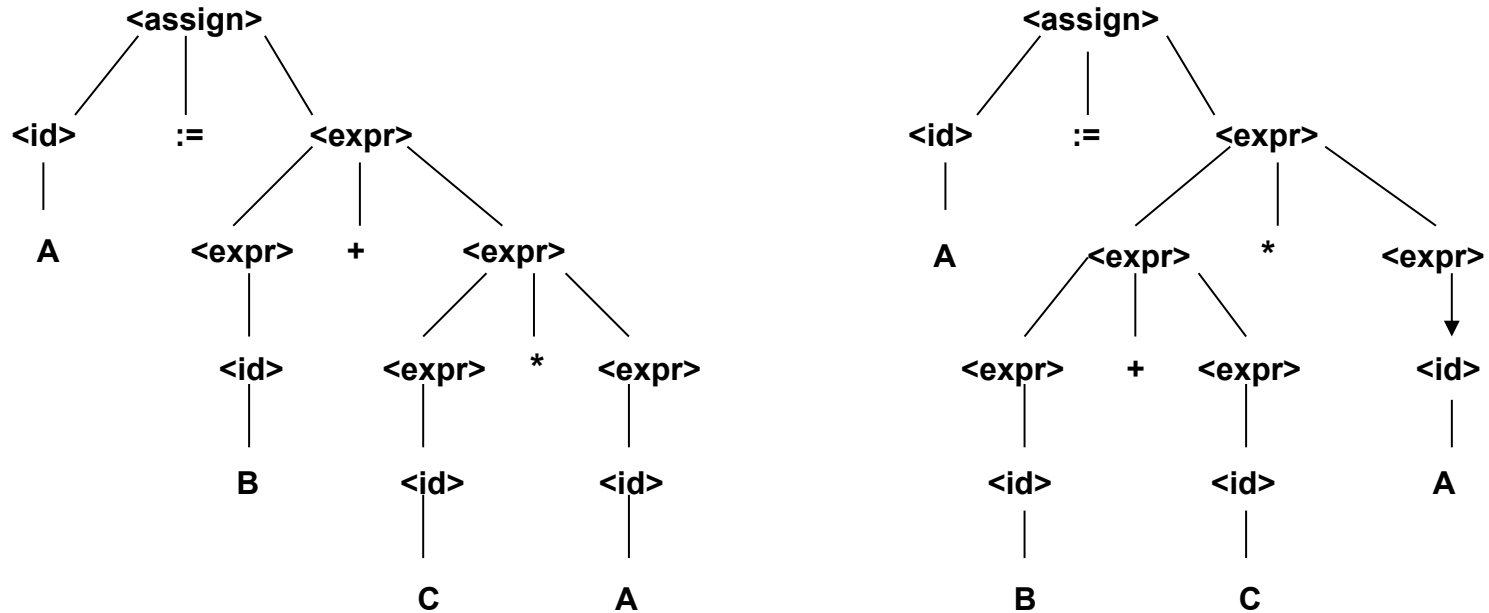 <assign> <assign>
<id> := <expr> <id> := <expr>
A <expr> + <expr> A <expr> * <expr>
<id> <expr> * <expr> <expr> + <expr> <id>
B <id> <id> <id> <id> A
C A B C